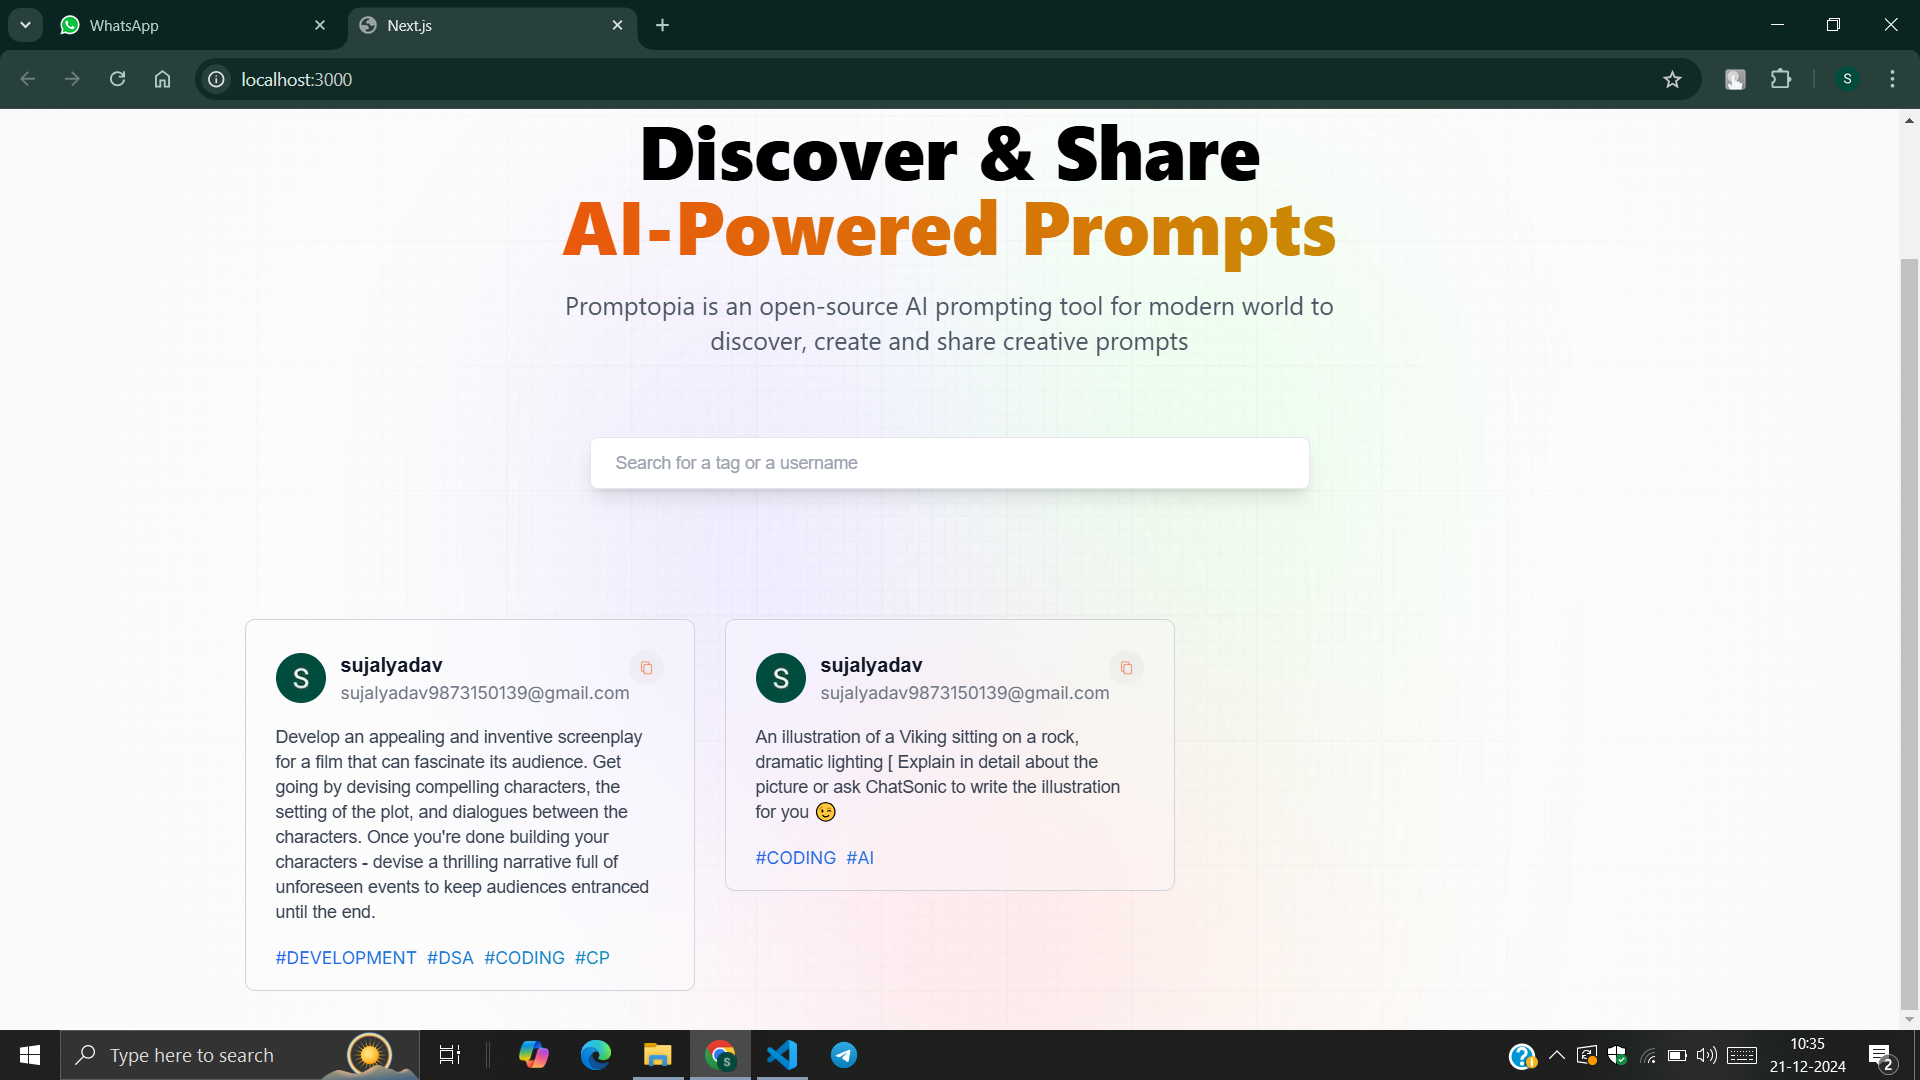 WhatsApp
Next.js
localhost:3000
S
Discover & Share
AI-Powered Prompts
Promptopia is an open-source AI prompting tool for modern world to
discover, create and share creative prompts
Search for a tag or a username
S
sujalyadav
sujalyadav9873150139@gmail.com
Develop an appealing and inventive screenplay
for a film that can fascinate its audience. Get
going by devising compelling characters, the
setting of the plot, and dialogues between the
characters. Once you're done building your
characters - devise a thrilling narrative full of
unforeseen events to keep audiences entranced
until the end.
#DEVELOPMENT #DSA #CODING #CP
S
sujalyadav
sujalyadav9873150139@gmail.com
An illustration of a Viking sitting on a rock,
dramatic lighting [ Explain in detail about the
picture or ask ChatSonic to write the illustration
for you 😉
#CODING #AI
Type here to search
S
10:35
21-12-2024
2